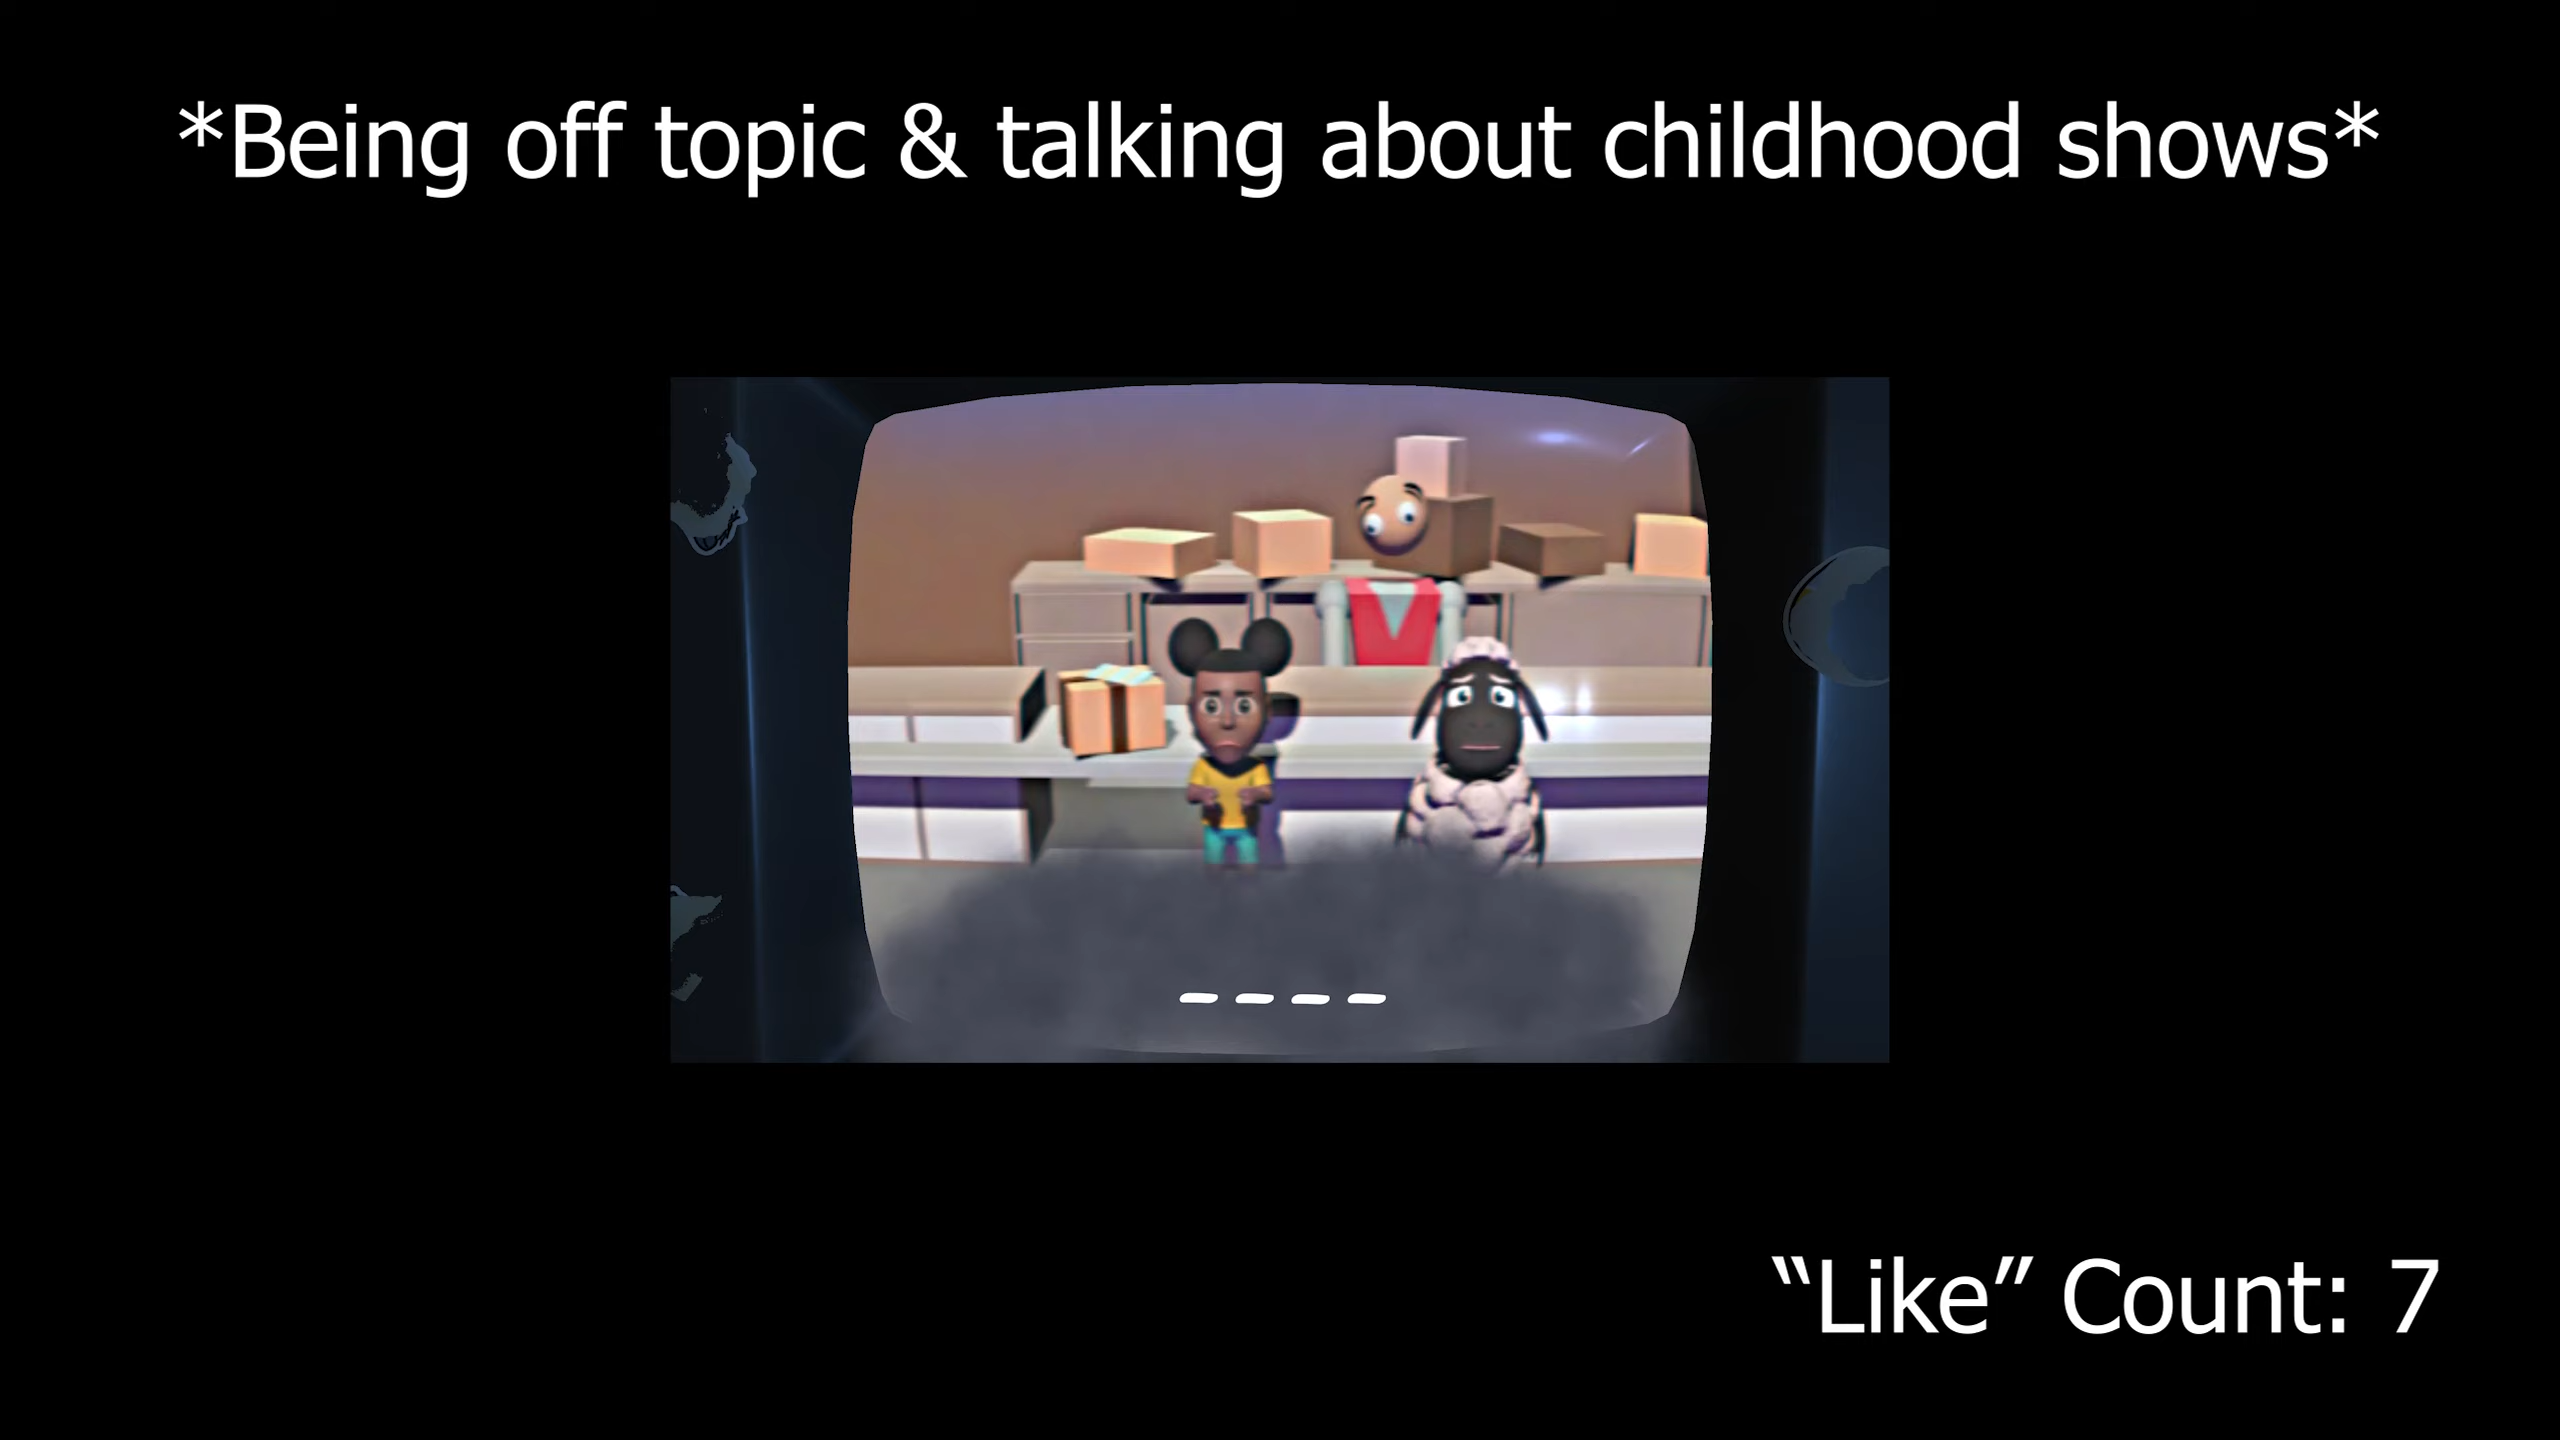 *Being off topic & talking about childhood shows*
“Like” Count: 7